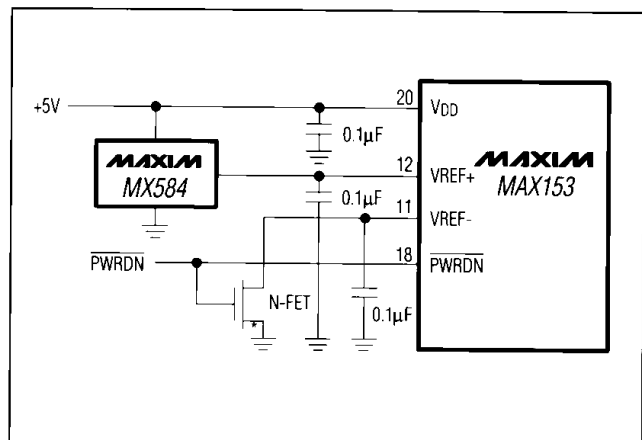 +5V
20 VDD
0.1µF
MAXIM
MX584
12 VREF+
MAXIM
MAX153
0.1µF
11 VREF-
PWRDN
18 PWRDN
N-FET
*
0.1µF